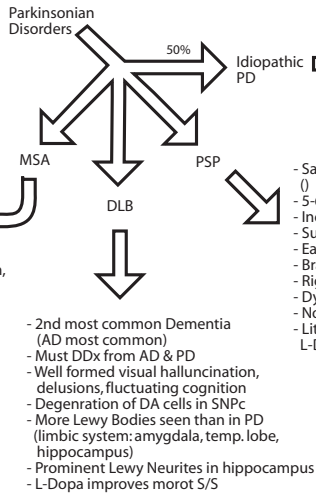 Parkinsonian
Disorders
50%
Idiopathic
PD
MSA
PSP
DLB
()
- 5-
L-D
- 2nd most common Dementia
(AD most common)
- Must DDx from AD & PD
- Well formed visual halluncination,
delusions, fluctuating cognition
- Degenration of DA cells in SNPc
- More Lewy Bodies seen than in PD
(limbic system: amygdala, temp. lobe,
hippocampus)
- Prominent Lewy Neurites in hippocampus
- L-Dopa improves morot S/S